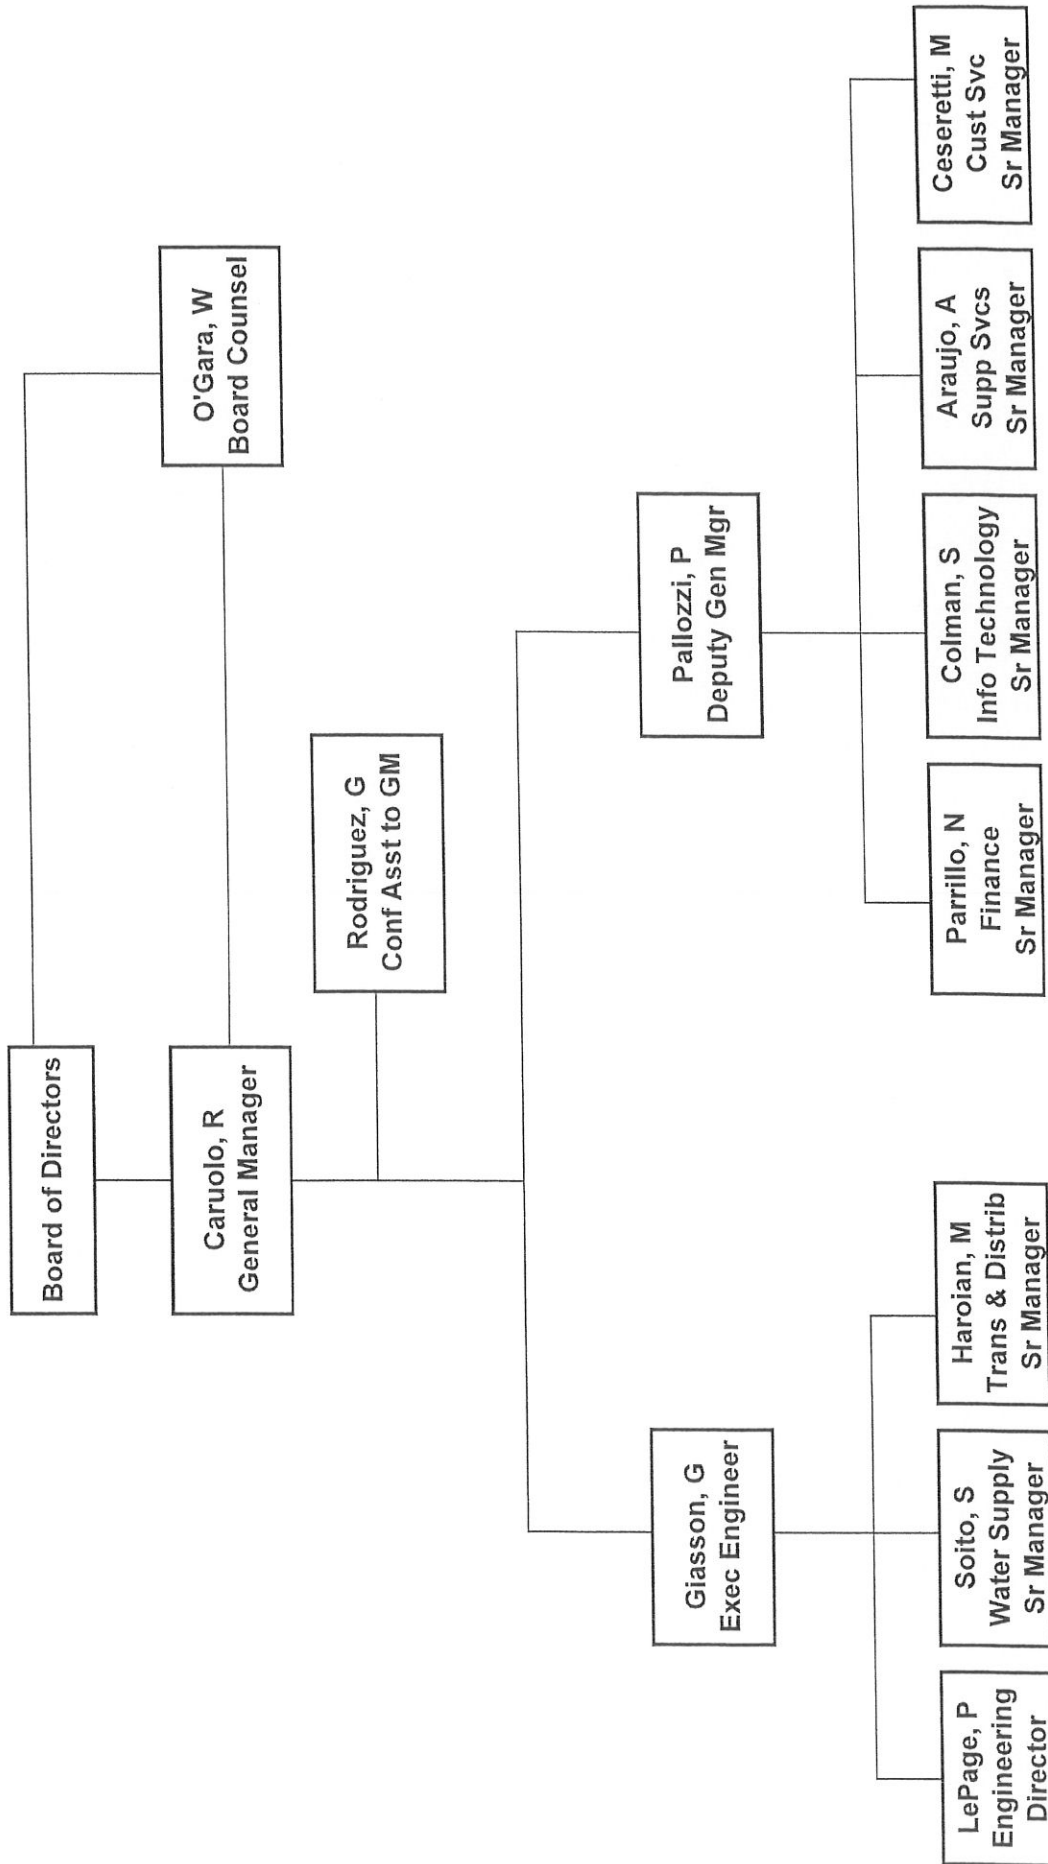 Board of Directors
Caruolo, R
General Manager
O'Gara, W
Board Counsel
Rodriguez, G
Conf Asst to GM
Giasson, G
Exec Engineer
Pallozzi, P
Deputy Gen Mgr
LePage, P
Engineering
Director
Soito, S
Water Supply
Sr Manager
Haroian, M
Trans & Distrib
Sr Manager
Parrillo, N
Finance
Sr Manager
Colman, S
Info Technology
Sr Manager
Araujo, A
Supp Svcs
Sr Manager
Ceseretti, M
Cust Svc
Sr Manager